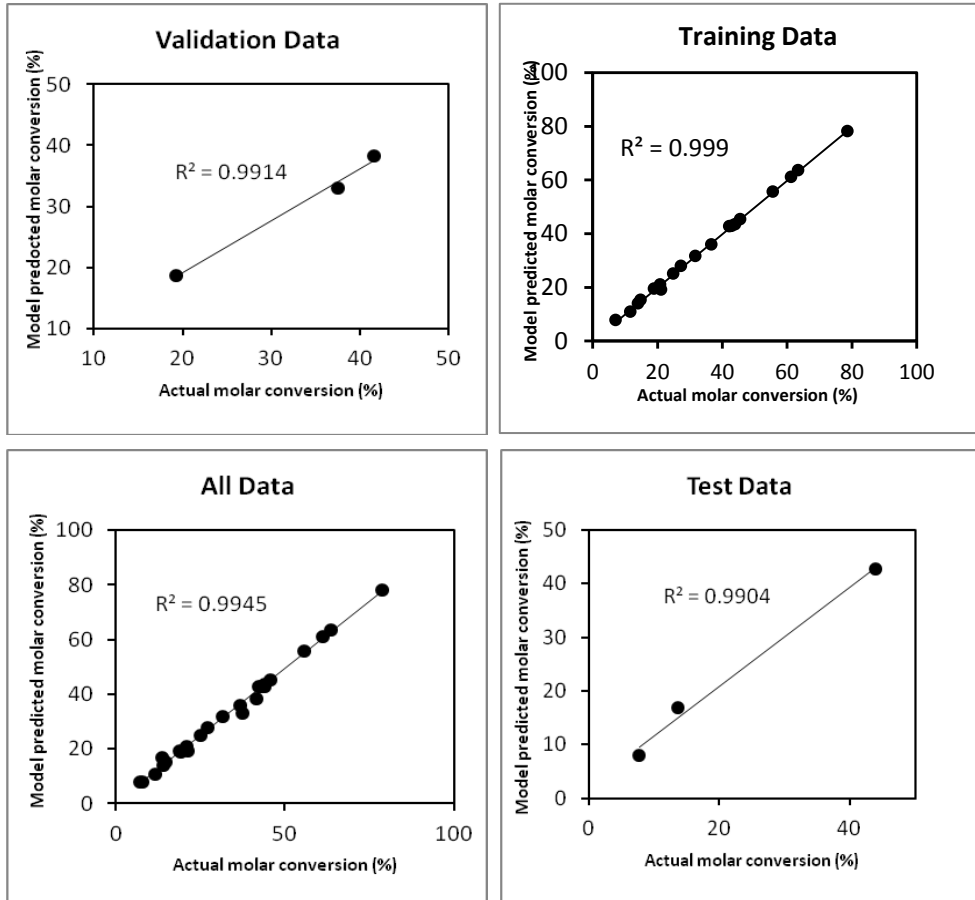 Validation Data
Model predocted molar conversion (%)
50
40
30
20
10
R² = 0.9914
10 20 30 40 50
Actual molar conversion (%)
Training Data
Model predicted molar conversion (%)
100
80
60
40
20
0
R² = 0.999
0 20 40 60 80 100
Actual molar conversion (%)
All Data
Model predicted molar conversion (%)
100
80
60
40
20
0
R² = 0.9945
0 50 100
Actual molar conversion (%)
Test Data
Model predicted molar conversion (%)
50
40
30
20
10
0
R² = 0.9904
0 20 40
Actual molar conversion (%)